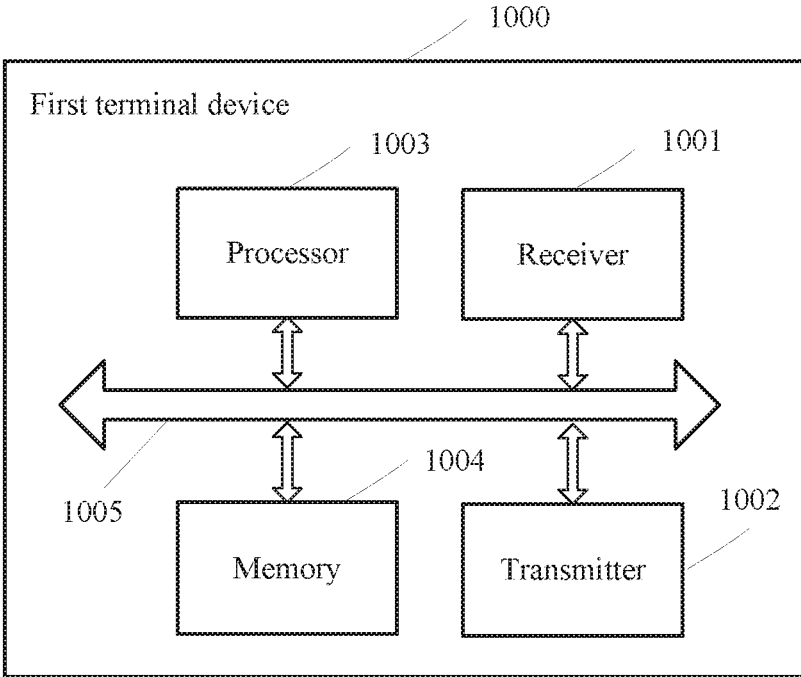 1000
First terminal device
1003
1001
Processor
Receiver
1004
1005
1002
Memory
Transmitter